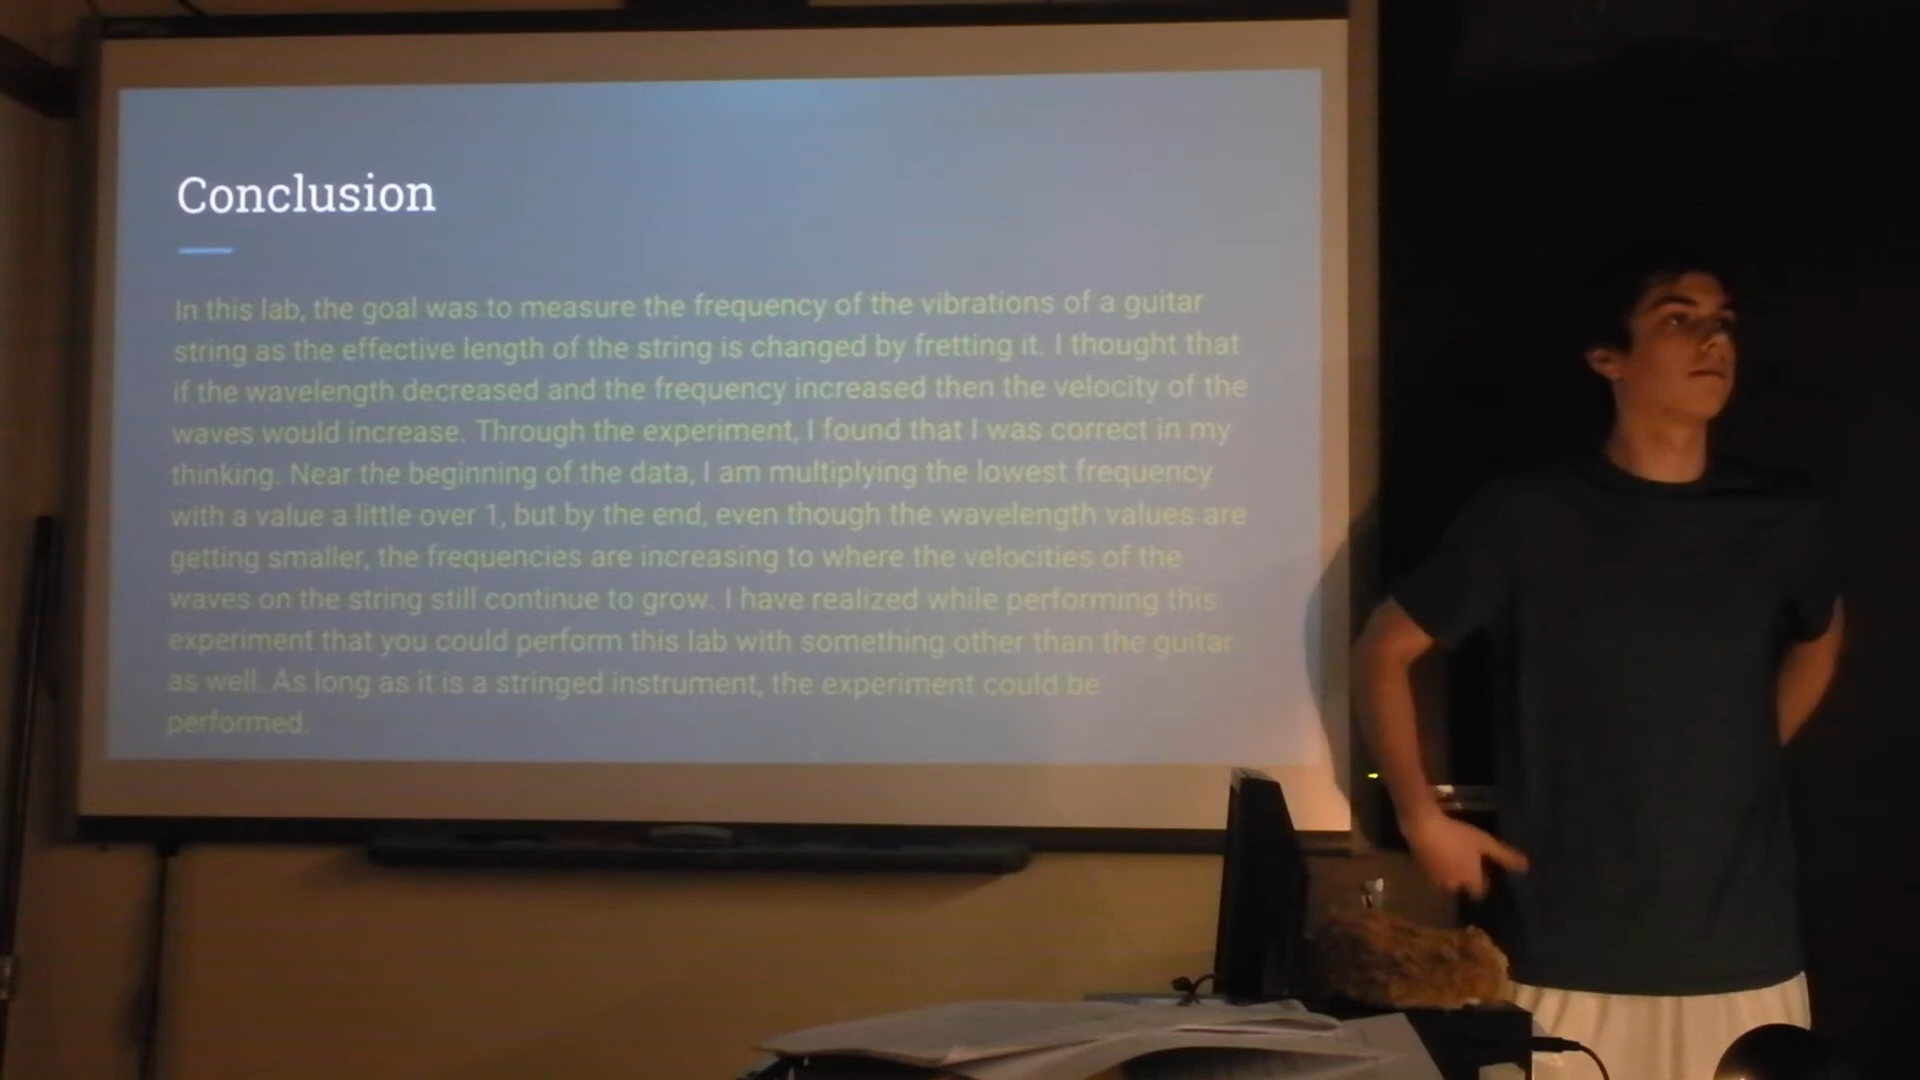 Conclusion
In this lab, the goal was to measure the frequency of the vibrations of a guitar
string as the effective length of the string is changed by fretting it. I thought that
if the wavelength decreased and the frequency increased then the velocity of the
waves would increase. Through the experiment, I found that I was correct in my
thinking. Near the beginning of the data, I am multiplying the lowest frequency
with a value a little over 1, but by the end, even though the wavelength values are
getting smaller, the frequencies are increasing to where the velocities of the
waves on the string still continue to grow. I have realized while performing this
experiment that you could perform this lab with something other than the guitar
as well. As long as it is a stringed instrument, the experiment could be
performed.